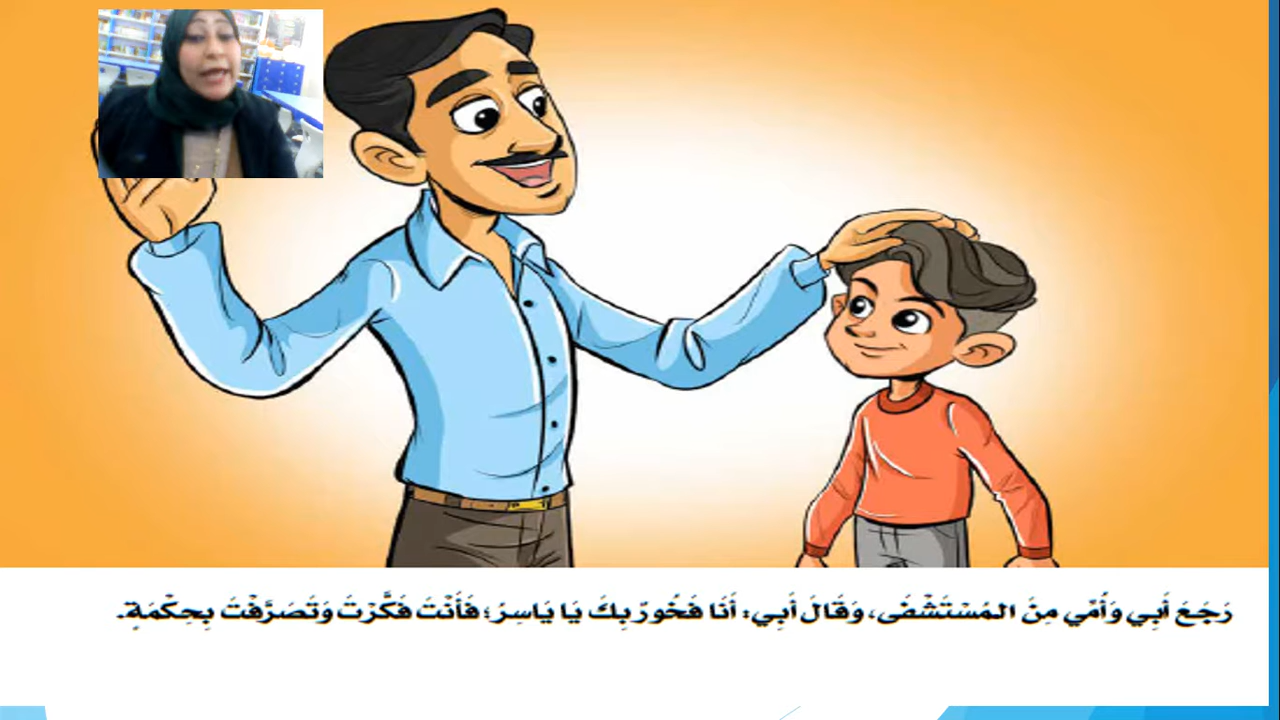 رَجَعَ أَبِي وَأُمِّي مِنَ المُسْتَشْفَى، وَقَالَ أَبِي: أَنَا فَخُورٌ بِكَ يَا يَاسِرُ؛ فَأَنْتَ فَكَّرْتَ وَتَصَرَّفْتَ بِحِكْمَةٍ.